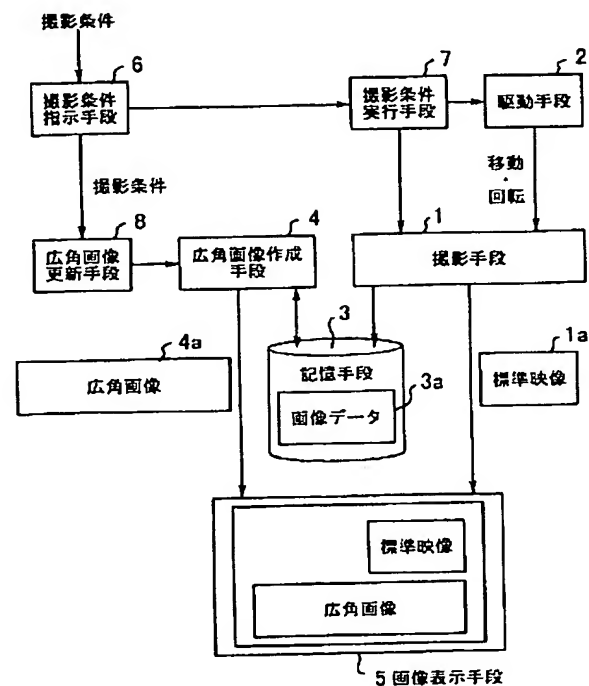 撮影条件
6
撮影条件
指示手段
7
撮影条件
実行手段
2
駆動手段
撮影条件
移動
・
回転
8
広角画像
更新手段
4
広角画像作成
手段
1
撮影手段
4a
広角画像
3
記憶手段
3a
画像データ
1a
標準映像
標準映像
広角画像
5 画像表示手段